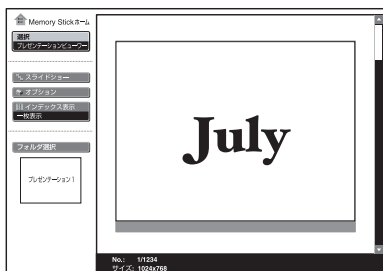 Memory Stickホーム
選択
プレゼンテーションビューワー
スライドショー
オプション
インデックス表示
一枚表示
フォルダ選択
プレゼンテーション1
July
No.: 1/1234
サイズ: 1024x768